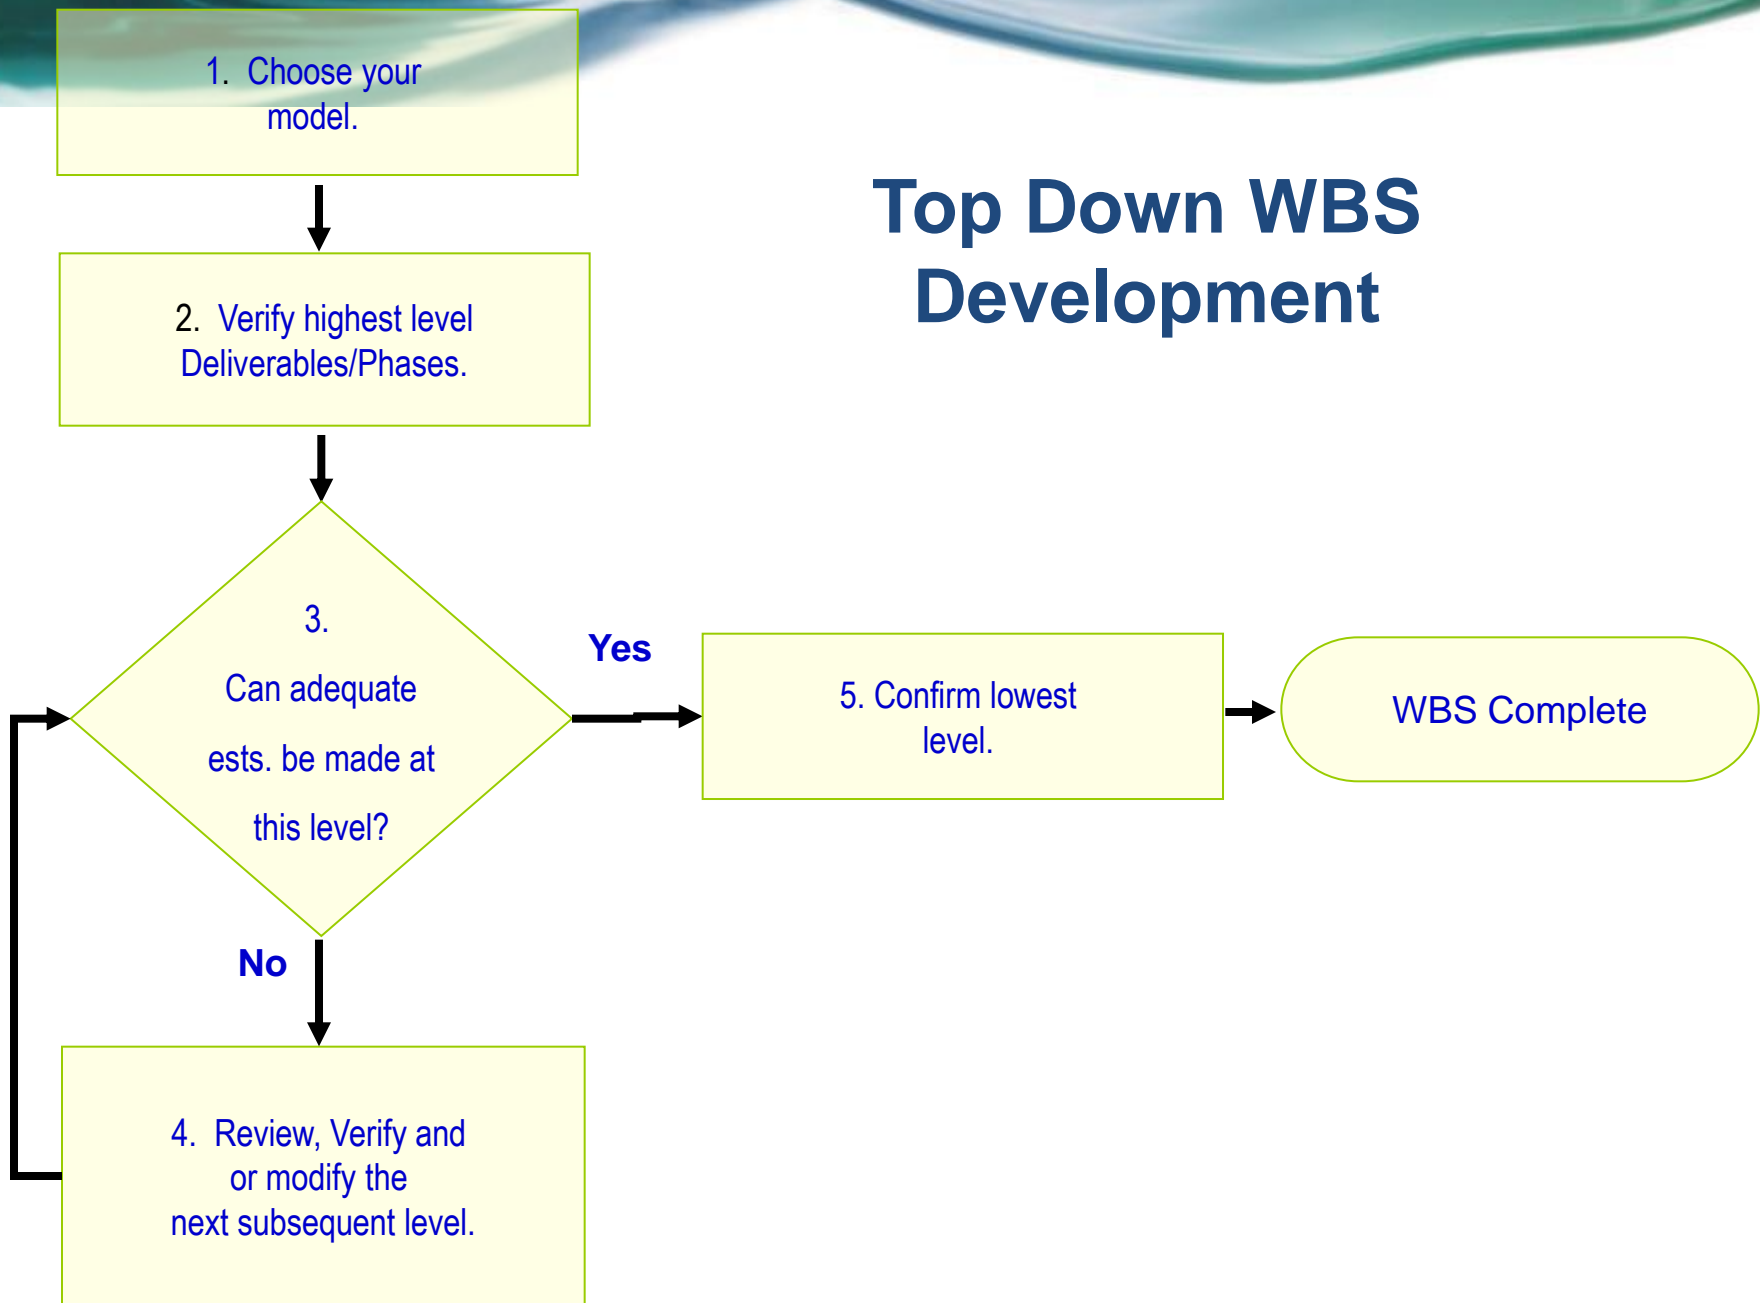 1.  Choose your
model.
Top Down WBS
Development
2.  Verify highest level
Deliverables/Phases.
3.
Can adequate
ests. be made at
this level?
Yes
5. Confirm lowest
level.
WBS Complete
No
4.  Review, Verify and
or modify the
next subsequent level.